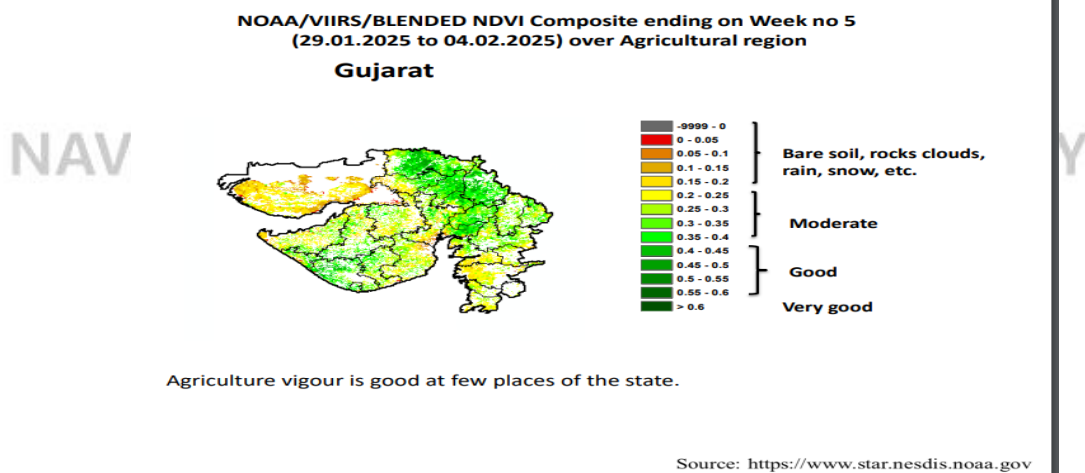 NOAA/VIIRS/BLENDED NDVI Composite ending on Week no 5
(29.01.2025 to 04.02.2025) over Agricultural region
Gujarat
NAV
Y
-9999 - 0
0 - 0.05
0.05 - 0.1
0.1 - 0.15
0.15 - 0.2
0.2 - 0.25
0.25 - 0.3
0.3 - 0.35
0.35 - 0.4
0.4 - 0.45
0.45 - 0.5
0.5 - 0.55
0.55 - 0.6
> 0.6
Bare soil, rocks clouds,
rain, snow, etc.
Moderate
Good
Very good
Agriculture vigour is good at few places of the state.
Source: https://www.star.nesdis.noaa.gov